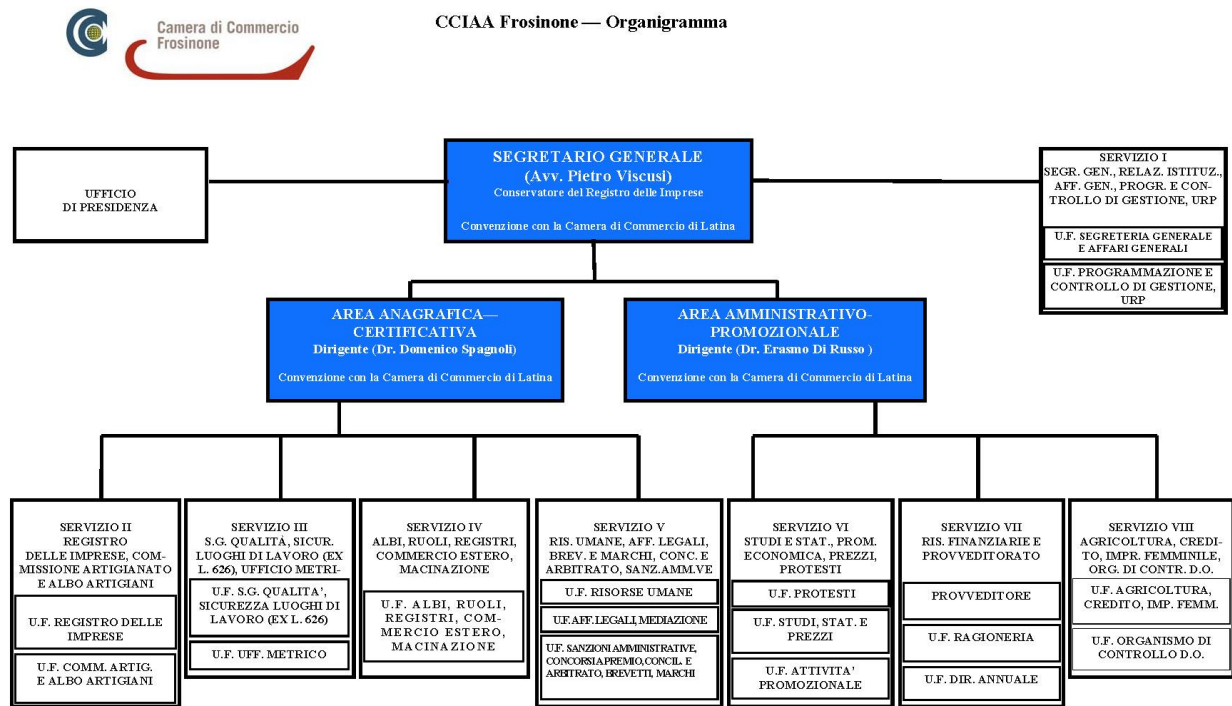 Camera di Commercio
Frosinone
CCIAA Frosinone — Organigramma
UFFICIO
DI PRESIDENZA
SEGRETARIO GENERALE
(Avv. Pietro Viscusi)
Conservatore del Registro delle Imprese
Convenzione con la Camera di Commercio di Latina
SERVIZIO I
SEGR. GEN., RELAZ. ISTITUZ.,
AFF. GEN., PROGR. E CON-
TROLLO DI GESTIONE, URP
U.F. SEGRETERIA GENERALE
E AFFARI GENERALI
U.F. PROGRAMMAZIONE E
CONTROLLO DI GESTIONE,
URP
AREA ANAGRAFICA—
CERTIFICATIVA
Dirigente (Dr. Domenico Spagnoli)
Convenzione con la Camera di Commercio di Latina
AREA AMMINISTRATIVO-
PROMOZIONALE
Dirigente (Dr. Erasmo Di Russo )
Convenzione con la Camera di Commercio di Latina
SERVIZIO II
REGISTRO
DELLE IMPRESE, COM-
MISSIONE ARTIGIANATO
E ALBO ARTIGIANI
U.F. REGISTRO DELLE
IMPRESE
U.F. COMM. ARTIG.
E ALBO ARTIGIANI
SERVIZIO III
S.G. QUALITÁ, SICUR.
LUOGHI DI LAVORO (EX
L. 626), UFFICIO METRI-
U.F. S.G. QUALITA’,
SICUREZZA LUOGHI DI
LAVORO (EX L. 626)
U.F. UFF. METRICO
SERVIZIO IV
ALBI, RUOLI, REGISTRI,
COMMERCIO ESTERO,
MACINAZIONE
U.F. ALBI, RUOLI,
REGISTRI, COM-
MERCIO ESTERO,
MACINAZIONE
SERVIZIO V
RIS. UMANE, AFF. LEGALI,
BREV. E MARCHI, CONC. E
ARBITRATO, SANZ.AMM.VE
U.F. RISORSE UMANE
U.F.AFF. LEGALI, MEDIAZIONE
U.F. SANZIONI AMMINISTRATIVE,
CONCORSI A PREMIO, CONCIL. E
ARBITRATO, BREVETTI, MARCHI
SERVIZIO VI
STUDI E STAT., PROM.
ECONOMICA, PREZZI,
PROTESTI
U.F. PROTESTI
U.F. STUDI, STAT. E
PREZZI
U.F. ATTIVITA’
PROMOZIONALE
SERVIZIO VII
RIS. FINANZIARIE E
PROVVEDITORATO
PROVVEDITORE
U.F. RAGIONERIA
U.F. DIR. ANNUALE
SERVIZIO VIII
AGRICOLTURA, CREDI-
TO, IMPR. FEMMINILE,
ORG. DI CONTR. D.O.
U.F. AGRICOLTURA,
CREDITO, IMP. FEMM.
U.F. ORGANISMO DI
CONTROLLO D.O.